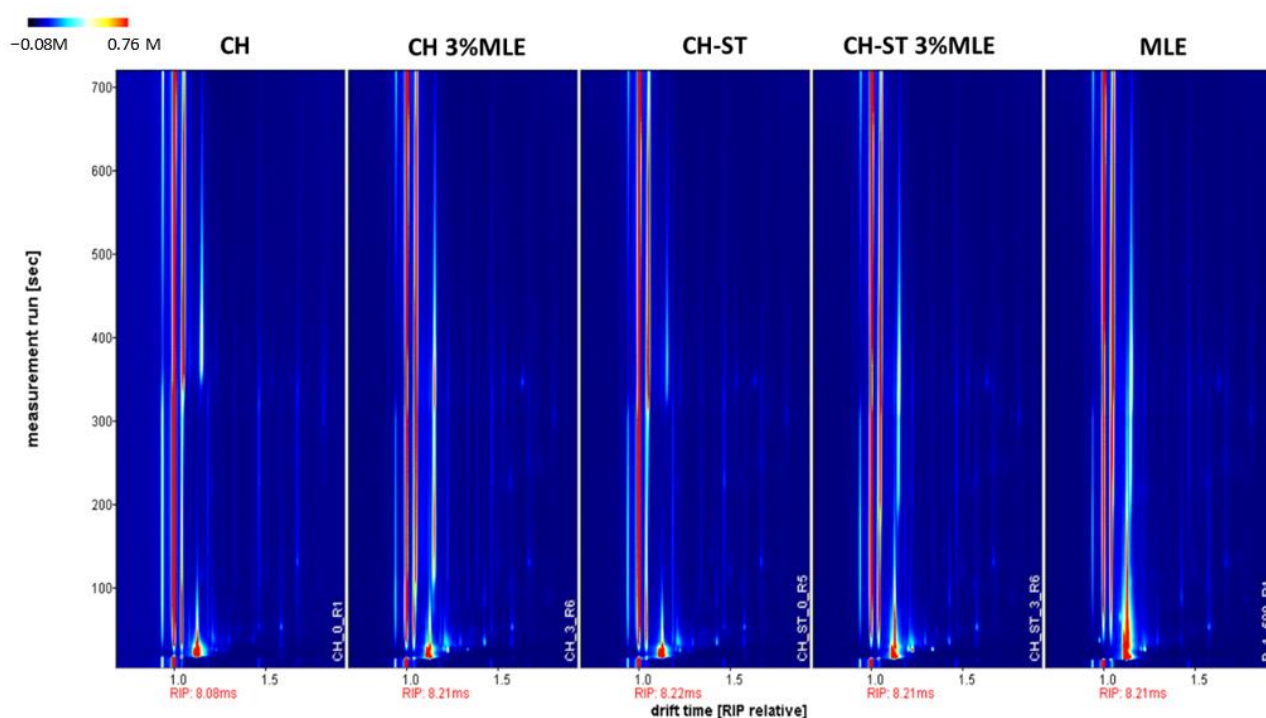 −0.08M 0.76 M
CH
CH 3%MLE
CH-ST
CH-ST 3%MLE
MLE
measurement run [sec]
700
600
500
400
300
200
100
CH_0_R1
CH_3_R6
CH_ST_0_R5
CH_ST_3_R6
1.0 1.5
1.0 1.5
1.0 1.5
1.0 1.5
1.0 1.5
RIP: 8.08ms
RIP: 8.21ms
RIP: 8.22ms
RIP: 8.21ms
RIP: 8.21ms
drift time [RIP relative]